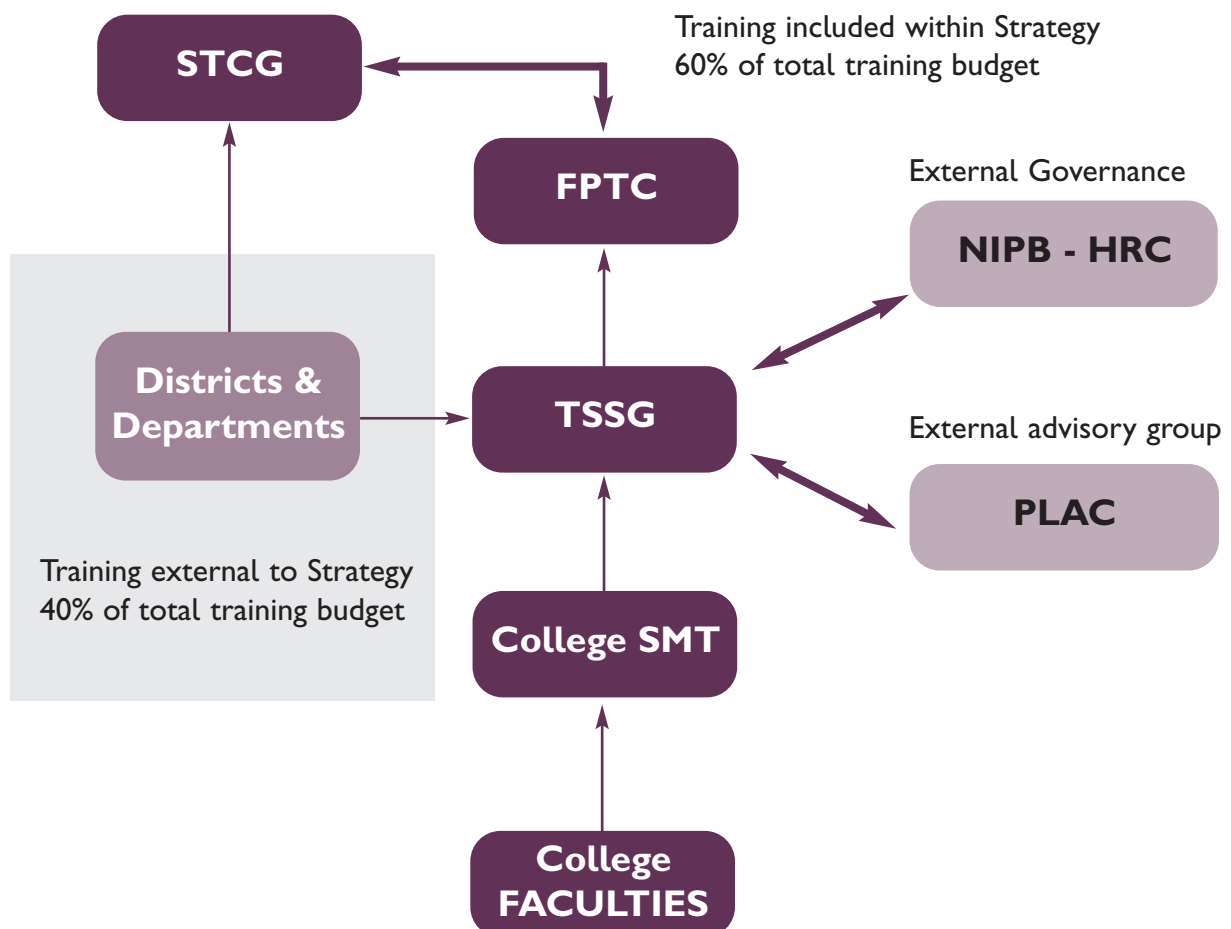 STCG
Training included within Strategy
60% of total training budget
FPTC
External Governance
NIPB - HRC
Districts &
Departments
TSSG
External advisory group
PLAC
Training external to Strategy
40% of total training budget
College SMT
College
FACULTIES